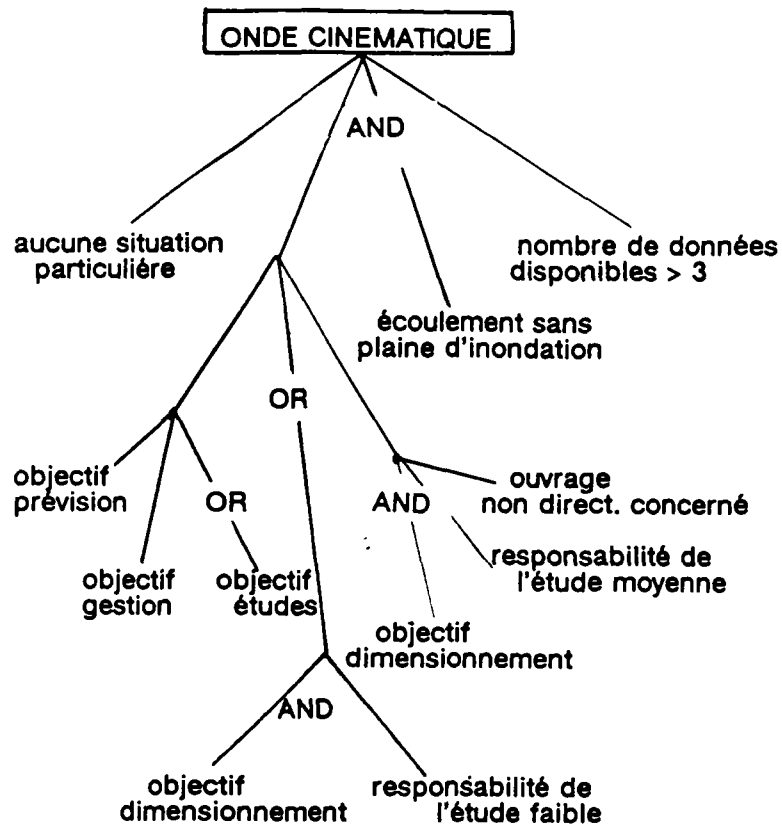 ONDE CINEMATIQUE
AND
aucune situation
particuliére
nombre de données
disponibles > 3
écoulement sans
plaine d'inondation
OR
objectif
prévision
OR
AND
ouvrage
non direct. concerné
objectif
gestion
objectif
études
responsabilité de
l'étude moyenne
objectif
dimensionnement
AND
objectif
dimensionnement
responsabilité de
l'étude faible